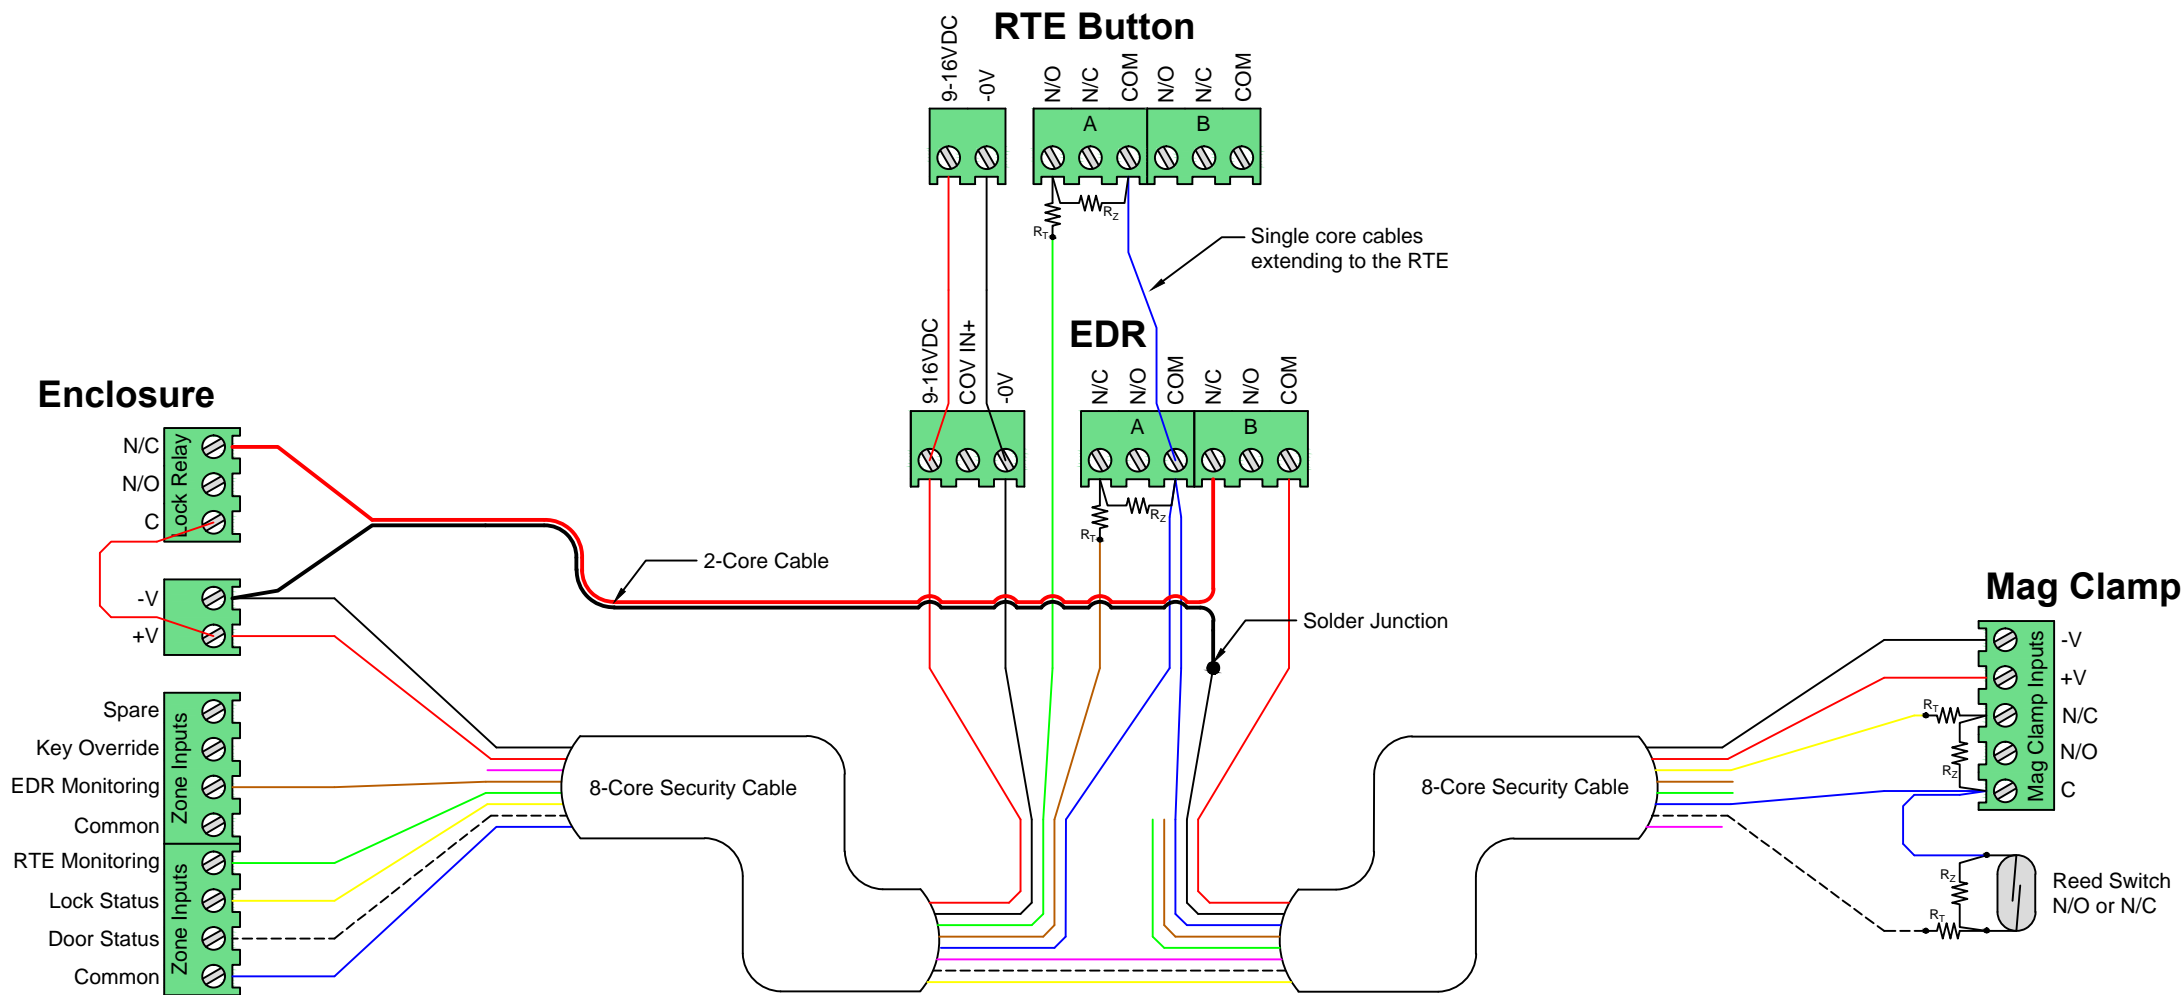 RTE Button
9-16VDC
-0V
N/O
N/C
COM
N/O
N/C
COM
A
B
RZ
RT
Single core cables
extending to the RTE
EDR
9-16VDC
COV IN+
-0V
N/C
N/O
COM
N/C
N/O
COM
A
B
RZ
RT
Enclosure
N/C
N/O
C
Lock Relay
-V
+V
2-Core Cable
Solder Junction
Spare
Key Override
EDR Monitoring
Common
Zone Inputs
RTE Monitoring
Lock Status
Door Status
Common
Zone Inputs
8-Core Security Cable
8-Core Security Cable
Mag Clamp
Mag Clamp Inputs
-V
+V
N/C
N/O
C
RT
RZ
RZ
RT
Reed Switch
N/O or N/C